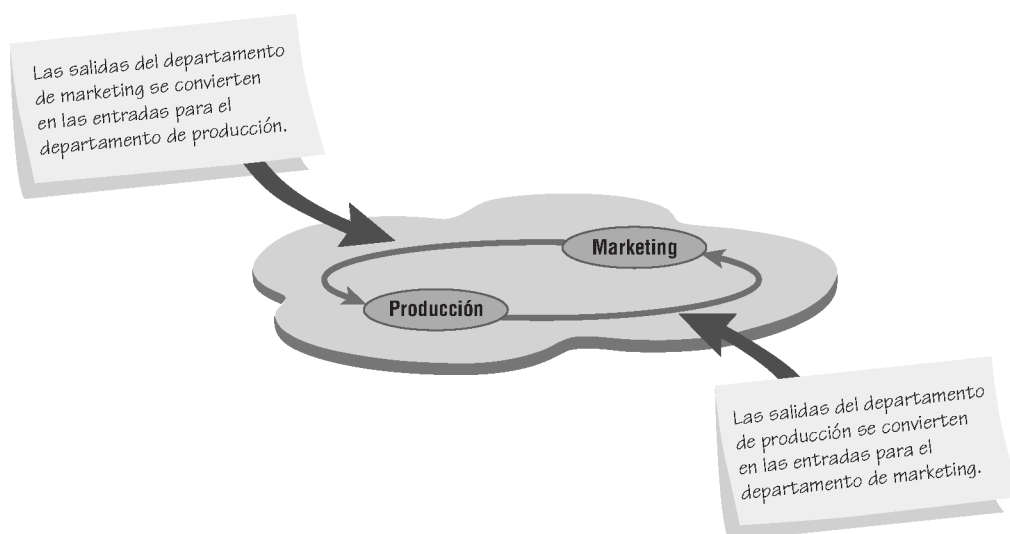 Las salidas del departamento
de marketing se convierten
en las entradas para el
departamento de producción.
Marketing
Producción
Las salidas del departamento
de producción se convierten
en las entradas para el
departamento de marketing.